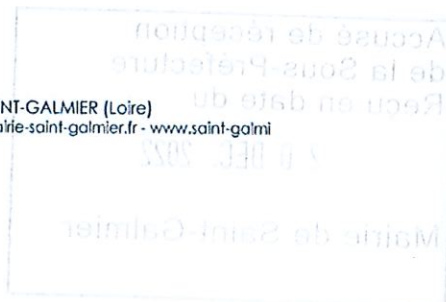 Accusé de réception
de la Sous-Préfecture
Reçu en date du
NT-GALMIER (Loire)
airie-saint-galmier.fr - www.saint-galmi
2 0 DEC. 2022
Mairie de Saint-Galmier